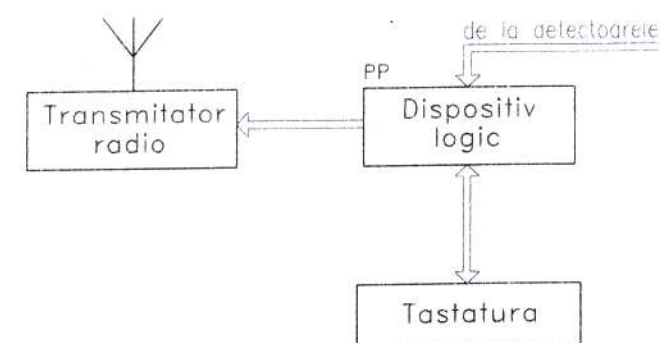 de la detectoarele
PP
Transmitator
radio
Dispozitiv
logic
Tastatura